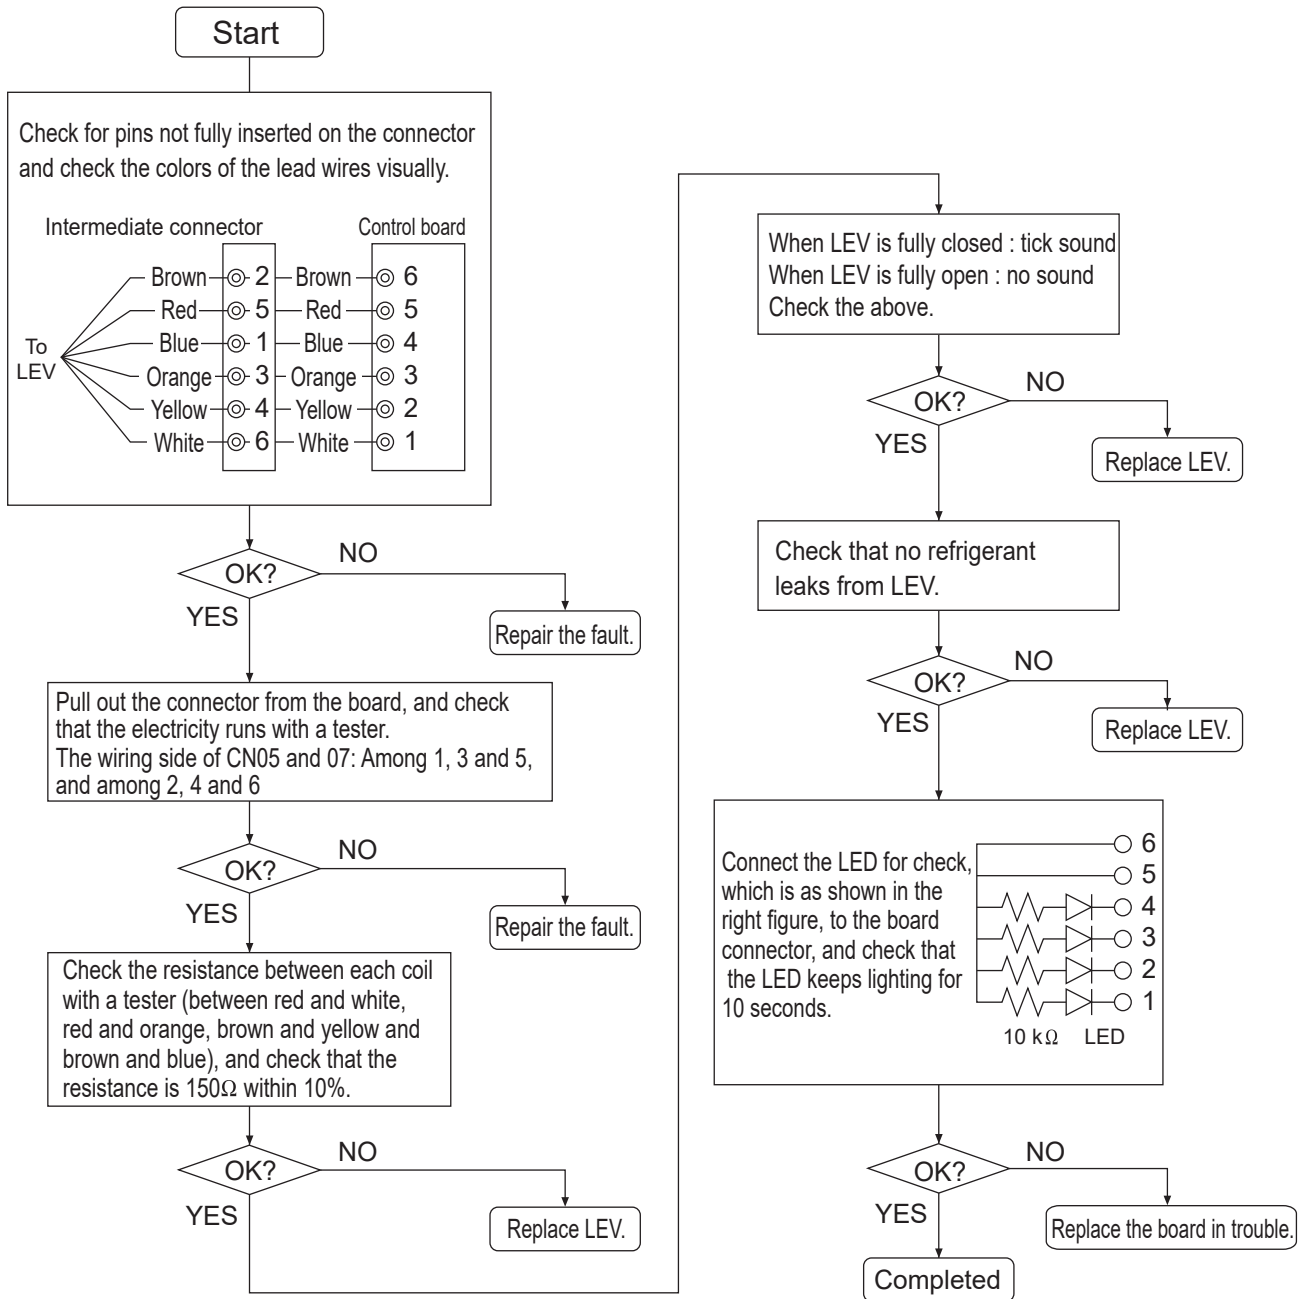 Start
Check for pins not fully inserted on the connector
and check the colors of the lead wires visually.
Intermediate connector
Control board
To
LEV
Brown 2 Brown 6
Red 5 Red 5
Blue 1 Blue 4
Orange 3 Orange 3
Yellow 4 Yellow 2
White 6 White 1
OK?
NO
YES
Repair the fault.
Pull out the connector from the board, and check
that the electricity runs with a tester.
The wiring side of CN05 and 07: Among 1, 3 and 5,
and among 2, 4 and 6
OK?
NO
YES
Repair the fault.
Check the resistance between each coil
with a tester (between red and white,
red and orange, brown and yellow and
brown and blue), and check that the
resistance is 150Ω within 10%.
OK?
NO
YES
Replace LEV.
When LEV is fully closed : tick sound
When LEV is fully open : no sound
Check the above.
OK?
NO
YES
Replace LEV.
Check that no refrigerant
leaks from LEV.
OK?
NO
YES
Replace LEV.
Connect the LED for check,
which is as shown in the
right figure, to the board
connector, and check that
the LED keeps lighting for
10 seconds.
6
5
4
3
2
1
10 kΩ LED
OK?
NO
YES
Replace the board in trouble.
Completed